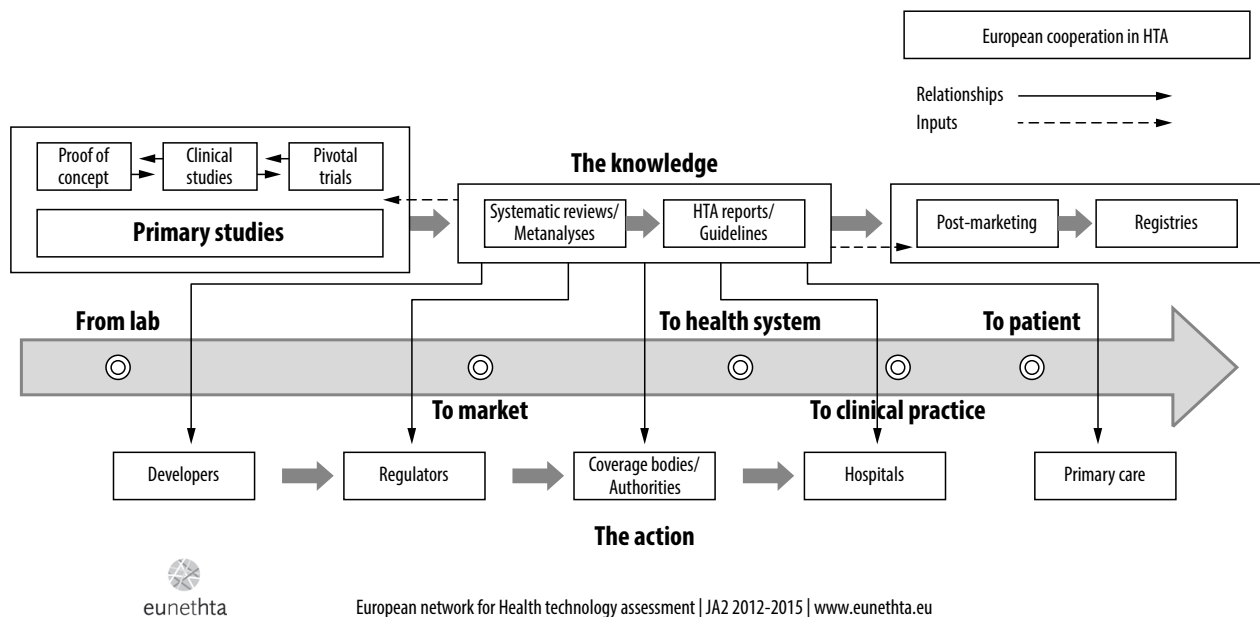 European cooperation in HTA
Relationships
Inputs
Proof of
concept
Clinical
studies
Pivotal
trials
Primary studies
The knowledge
Systematic reviews/
Metanalyses
HTA reports/
Guidelines
Post-marketing
Registries
From lab
To health system
To patient
To market
To clinical practice
Developers
Regulators
Coverage bodies/
Authorities
Hospitals
Primary care
The action
eunethta
European network for Health technology assessment | JA2 2012-2015 | www.eunethta.eu